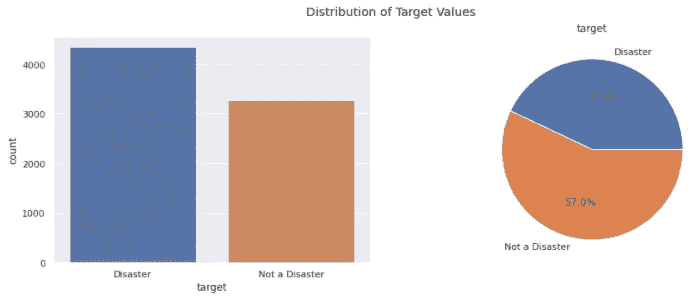 Distribution of Target Values
4000
3000
2000
1000
0
count
Disaster
Not a Disaster
target
target
Disaster
57.0%
Not a Disaster